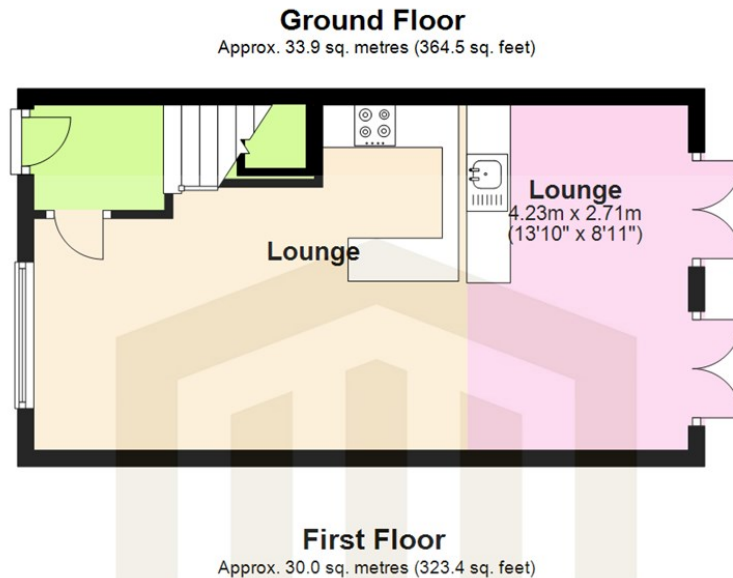 Ground Floor
Approx. 33.9 sq. metres (364.5 sq. feet)
Lounge
4.23m x 2.71m
(13'10" x 8'11")
Lounge
First Floor
Approx. 30.0 sq. metres (323.4 sq. feet)